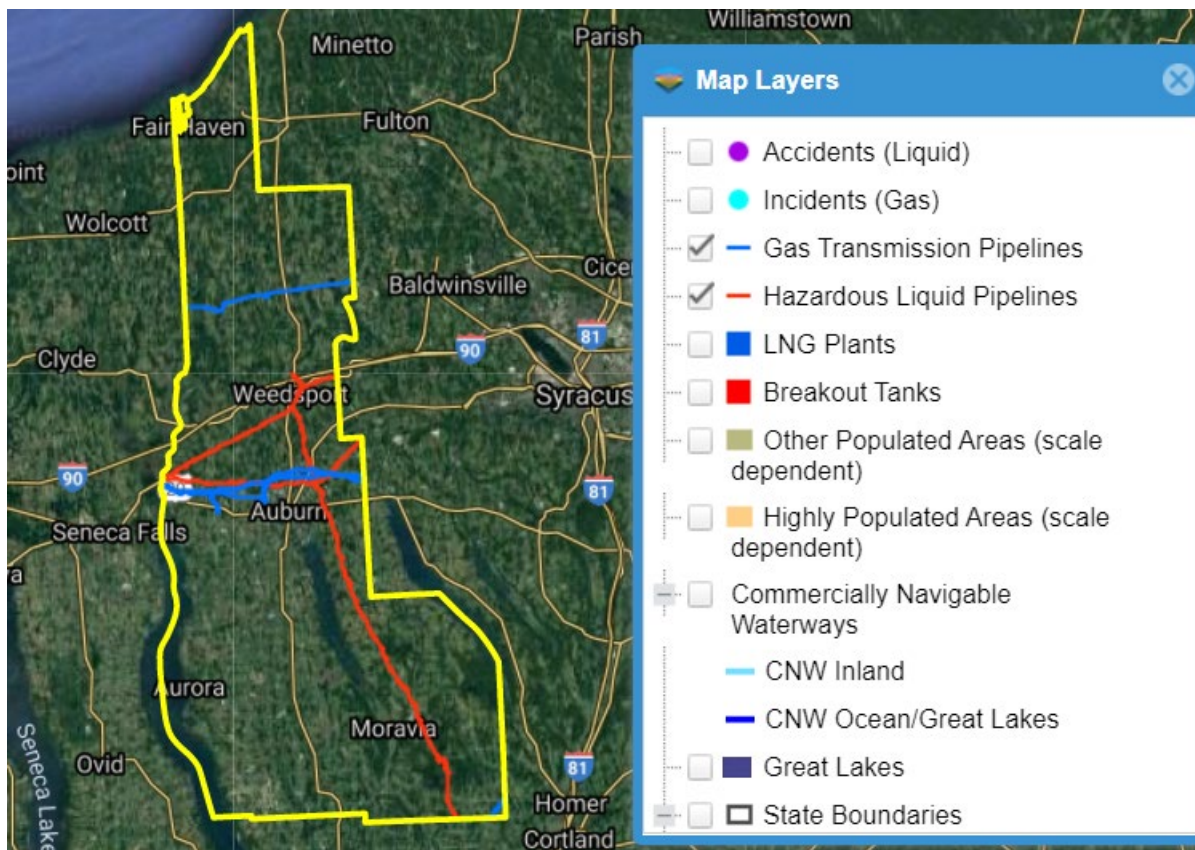 Williamstown
Minetto
Parish
Fair Haven
Fulton
oint
Wolcott
Baldwinsville
Cicer
81
90
Clyde
Weedsport
Syracus
90
81
Auburn
Seneca Falls
va
Aurora
Moravia
Seneca Lake
Ovid
81
Homer
Cortland
Map Layers
Accidents (Liquid)
Incidents (Gas)
Gas Transmission Pipelines
Hazardous Liquid Pipelines
LNG Plants
Breakout Tanks
Other Populated Areas (scale
dependent)
Highly Populated Areas (scale
dependent)
Commercially Navigable
Waterways
CNW Inland
CNW Ocean/Great Lakes
Great Lakes
State Boundaries